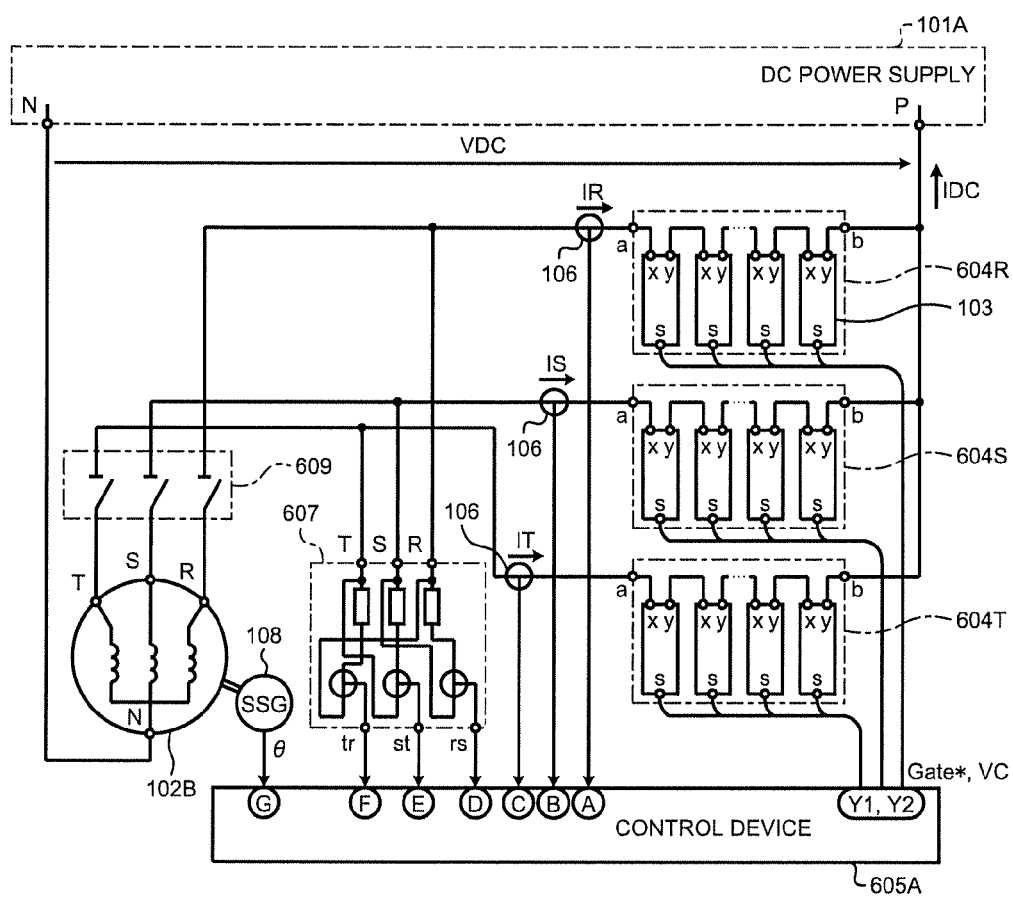 101A
DC POWER SUPPLY
N
P
VDC
IDC
IR
106
a
b
x y x y x y x y
s s s s
604R
103
IS
106
a
b
x y x y x y x y
s s s s
604S
609
607
T S R
106
IT
a
b
x y x y x y x y
s s s s
604T
T
S
R
N
108
SSG
θ
102B
tr st rs
Gate*, VC
G F E D C B A
Y1, Y2
CONTROL DEVICE
605A